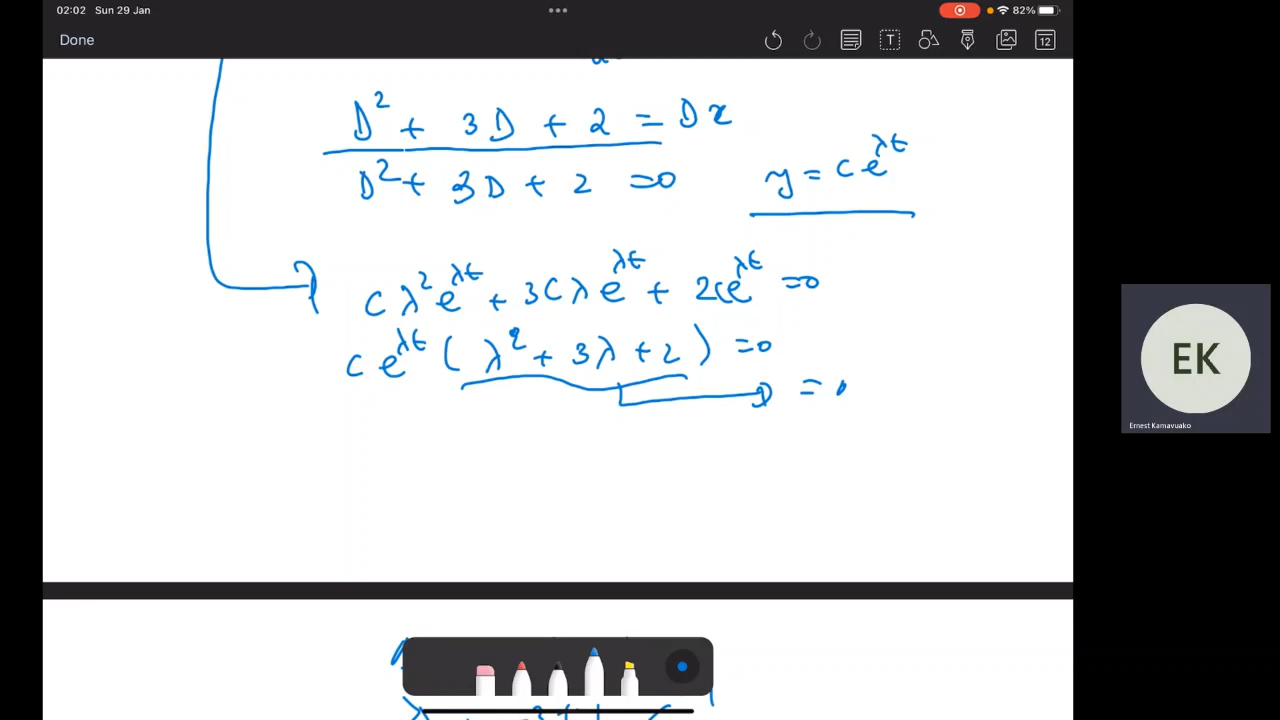 02:02 Sun 29 Jan
82%
Done
T
12
D² + 3D + 2 = Dx
D² + 3D + 2 = 0
y = Ce^λt
Cλ²e^λt + 3Cλe^λt + 2Ce^λt = 0
Ce^λt (λ² + 3λ + 2) = 0
=
EK
Ernest Kamavuako